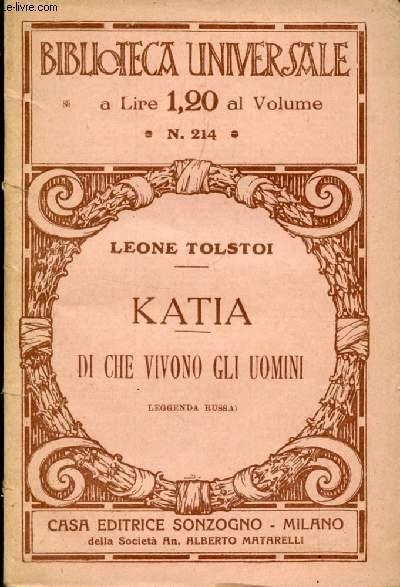 www.le-livre.com
BIBLIOTECA UNIVERSALE
a Lire 1,20 al Volume
N. 214
LEONE TOLSTOI
KATIA
DI CHE VIVONO GLI UOMINI
LEGGENDA RUSSA)
CASA EDITRICE SONZOGNO - MILANO
della Società An. ALBERTO MATARELLI